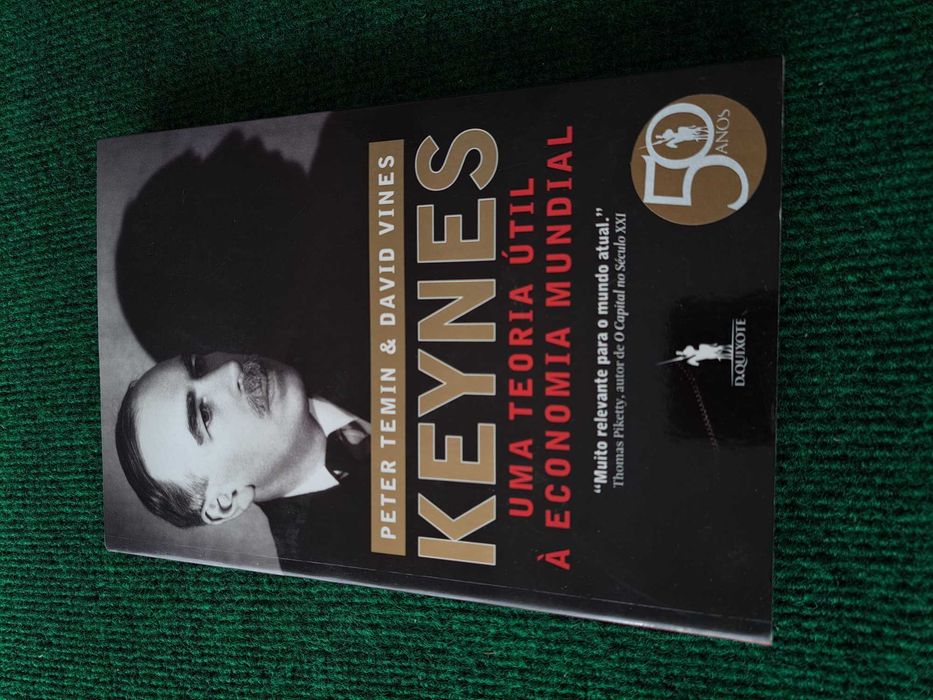 PETER TEMIN & DAVID VINES
KEYNES
UMA TEORIA ÚTIL
À ECONOMIA MUNDIAL
“Muito relevante para o mundo atual.”
Thomas Piketty, autor de O Capital no Século XXI
D.QUIXOTE
50
ANOS